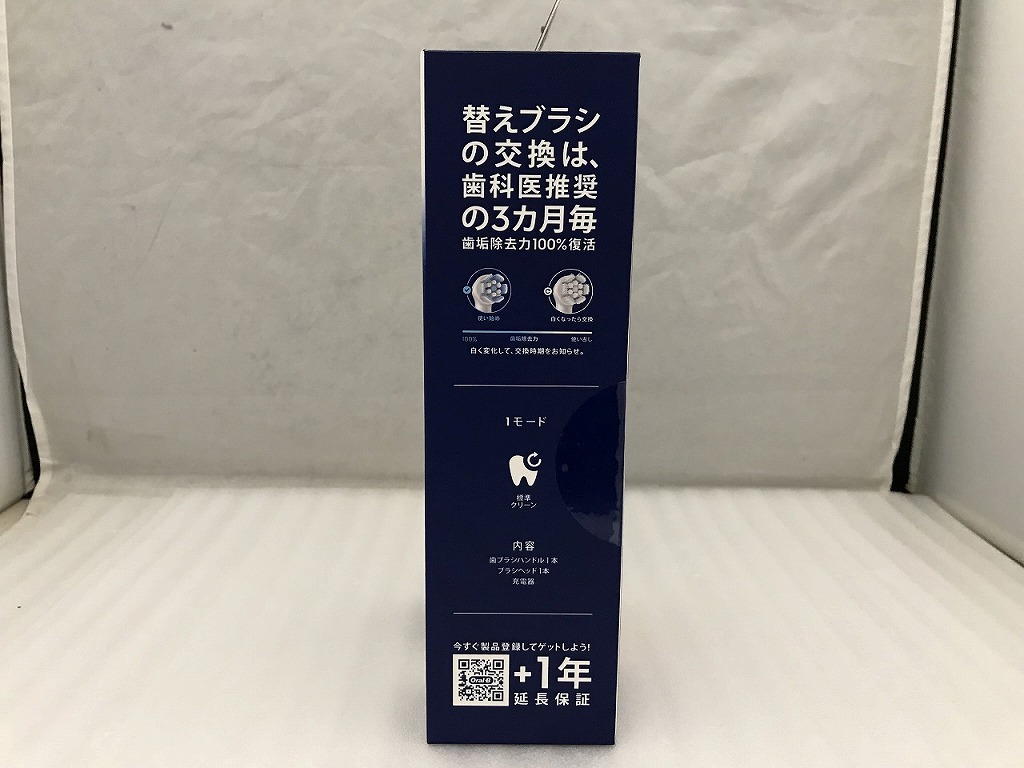 替えブラシ
の交換は、
歯科医推奨
の3カ月毎
歯垢除去力100%復活
使い始め
白くなったら交換
100%
歯垢除去力
使い古し
白く変化して、交換時期をお知らせ。
1モード
標準
クリーン
内容
歯ブラシハンドル1本
ブラシヘッド1本
充電器
今すぐ製品登録してゲットしよう!
Oral-B
+1年
延長保証